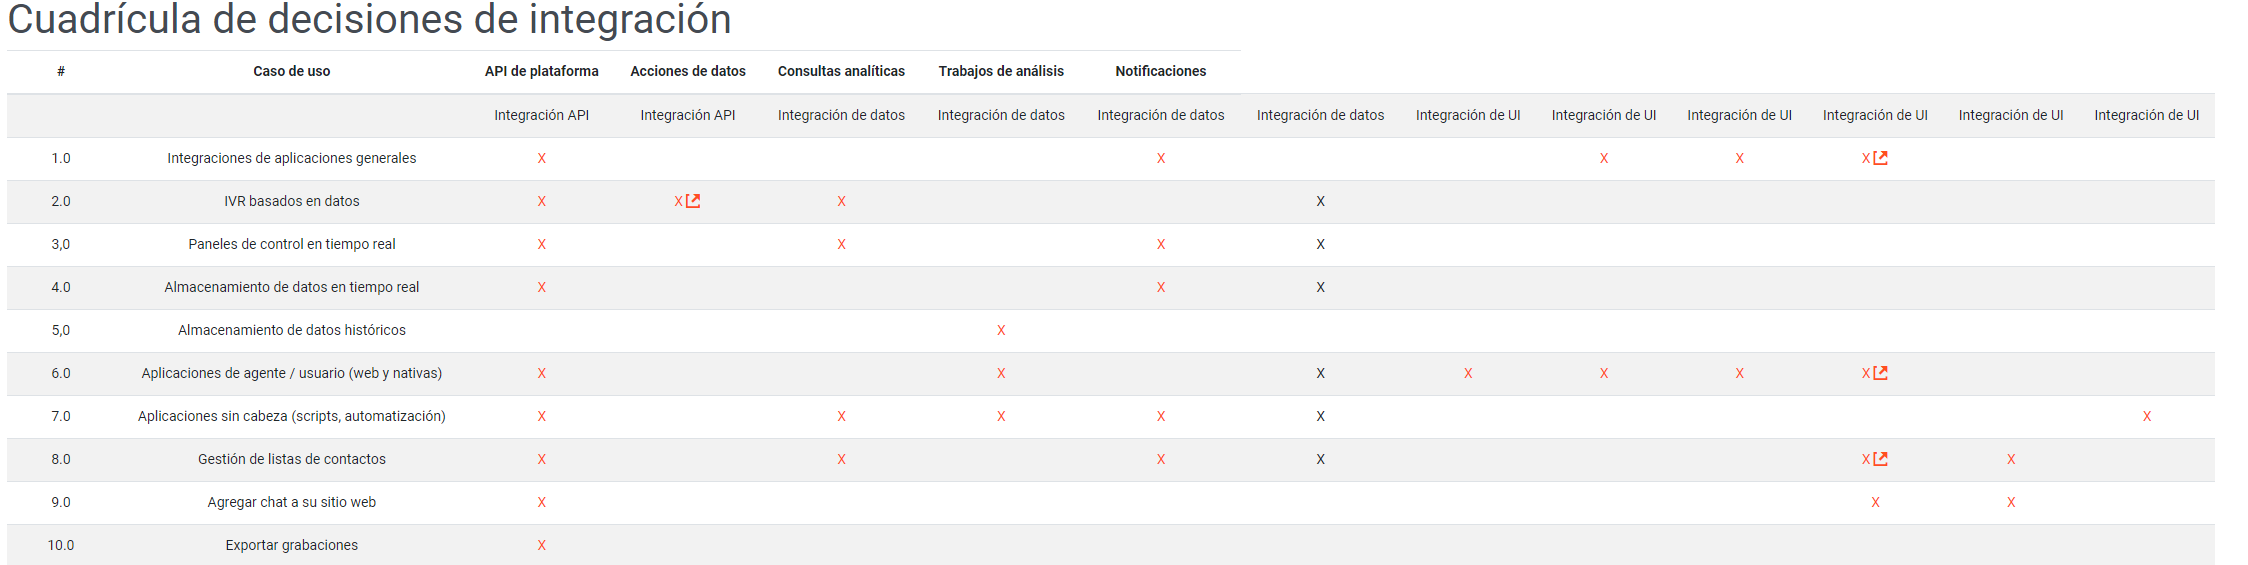 Cuadrícula de decisiones de integración
# Caso de uso API de plataforma Acciones de datos Consultas analíticas Trabajos de análisis Notificaciones
Integración API Integración API Integración de datos Integración de datos Integración de datos Integración de datos Integración de UI Integración de UI Integración de UI Integración de UI Integración de UI Integración de UI
1.0 Integraciones de aplicaciones generales X X X X X
2.0 IVR basados en datos X X X X
3,0 Paneles de control en tiempo real X X X X
4.0 Almacenamiento de datos en tiempo real X X X
5,0 Almacenamiento de datos históricos X
6.0 Aplicaciones de agente / usuario (web y nativas) X X X X X X X
7.0 Aplicaciones sin cabeza (scripts, automatización) X X X X X X
8.0 Gestión de listas de contactos X X X X X X
9.0 Agregar chat a su sitio web X X X
10.0 Exportar grabaciones X